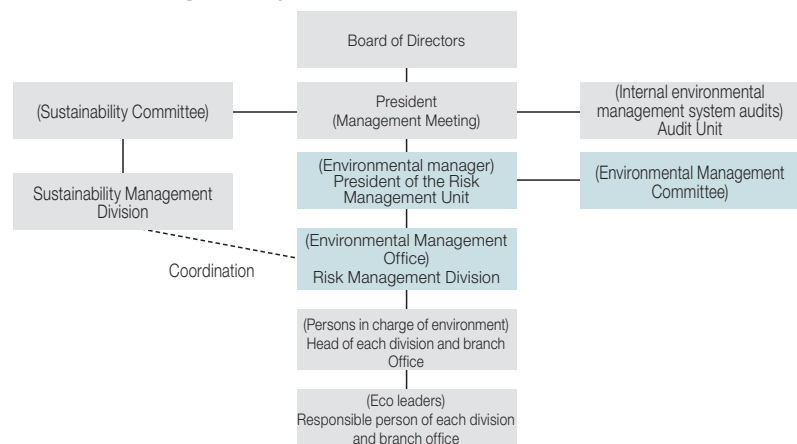 Board of Directors
(Sustainability Committee)
President
(Management Meeting)
(Internal environmental
management system audits)
Audit Unit
Sustainability Management
Division
(Environmental manager)
President of the Risk
Management Unit
(Environmental Management
Committee)
Coordination
(Environmental Management
Office)
Risk Management Division
(Persons in charge of environment)
Head of each division and branch
Office
(Eco leaders)
Responsible person of each division
and branch office